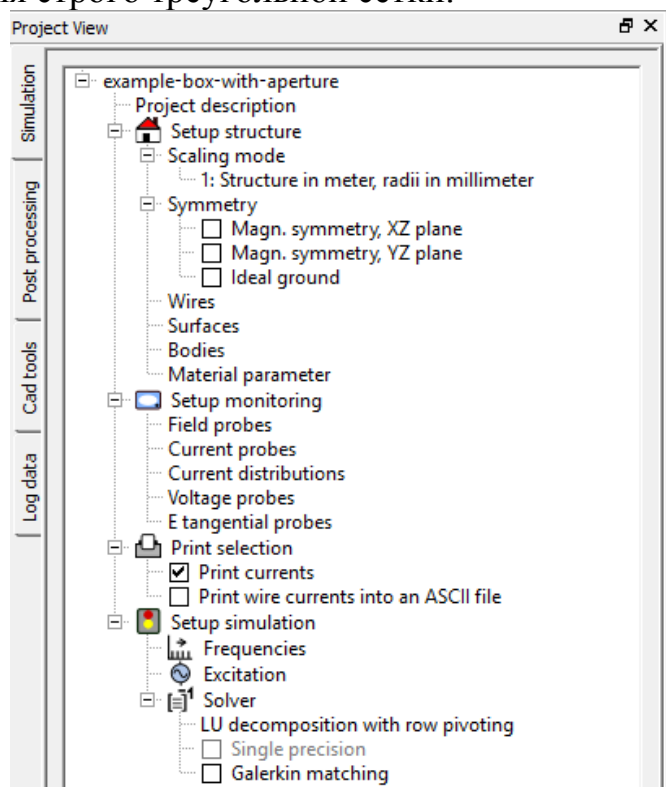 строго треугольной сетки.
Project View
Simulation
Post processing
Cad tools
Log data
example-box-with-aperture
Project description
Setup structure
Scaling mode
1: Structure in meter, radii in millimeter
Symmetry
Magn. symmetry, XZ plane
Magn. symmetry, YZ plane
Ideal ground
Wires
Surfaces
Bodies
Material parameter
Setup monitoring
Field probes
Current probes
Current distributions
Voltage probes
E tangential probes
Print selection
Print currents
Print wire currents into an ASCII file
Setup simulation
Frequencies
Excitation
Solver
LU decomposition with row pivoting
Single precision
Galerkin matching